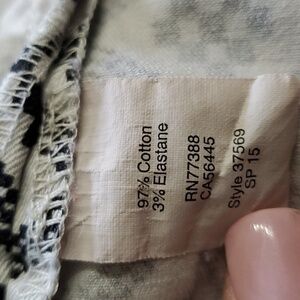 97% Cotton
3% Elastane
RN77388
CA56445
Style 37569
SP 15